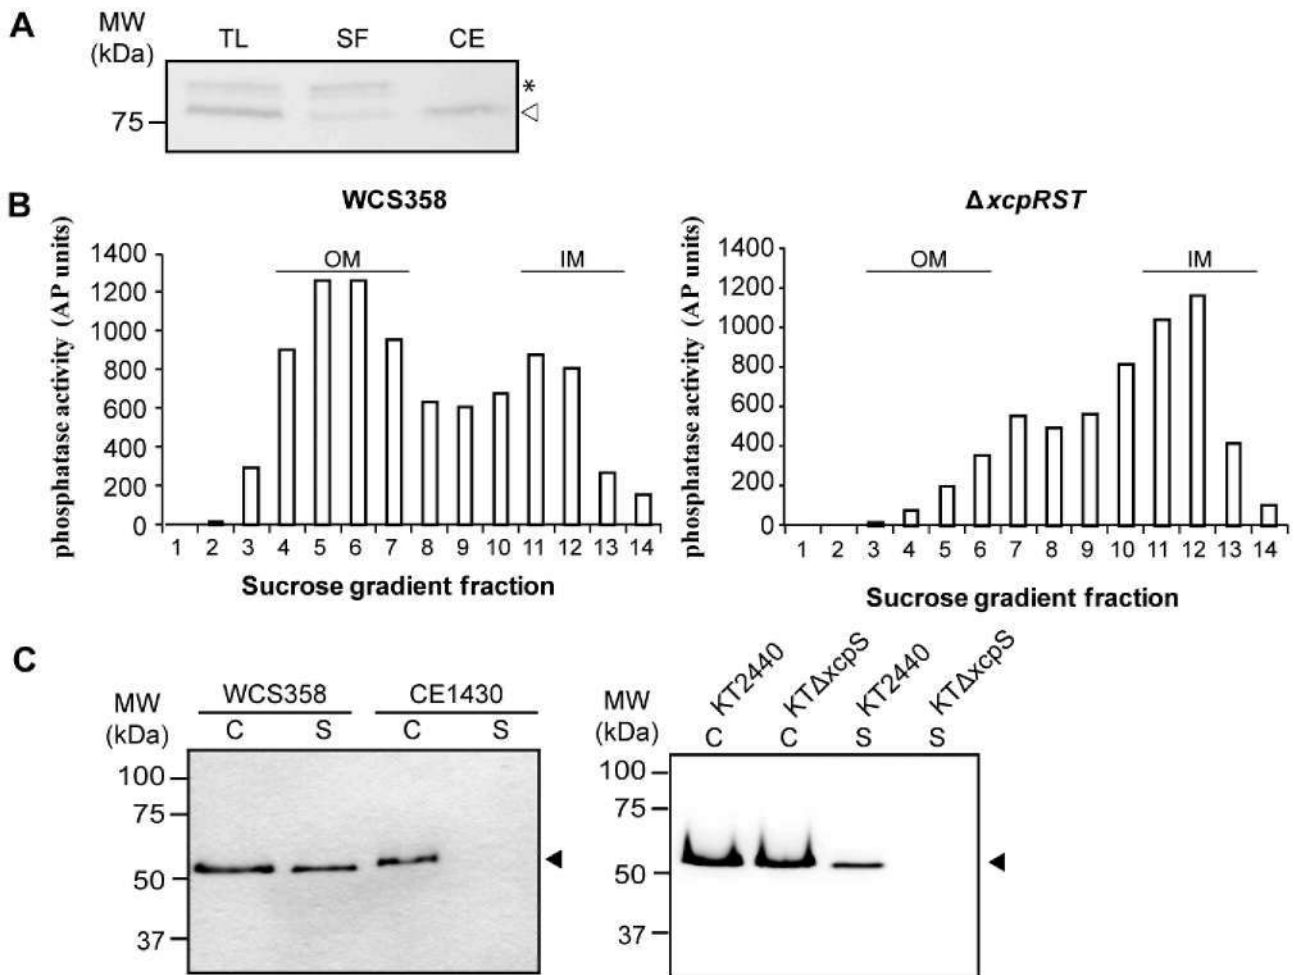 A
MW
(kDa)
TL SF CE
*
75
B
WCS358
phosphatase activity (AP units)
1400
1200
1000
800
600
400
200
0
OM IM
1 2 3 4 5 6 7 8 9 10 11 12 13 14
Sucrose gradient fraction
ΔxcpRST
phosphatase activity (AP units)
1400
1200
1000
800
600
400
200
0
OM IM
1 2 3 4 5 6 7 8 9 10 11 12 13 14
Sucrose gradient fraction
C
MW
(kDa)
WCS358 CE1430
C S C S
100
75
50
37
MW
(kDa)
KT2440 KTΔxcpS KT2440 KTΔxcpS
C C S S
100
75
50
37